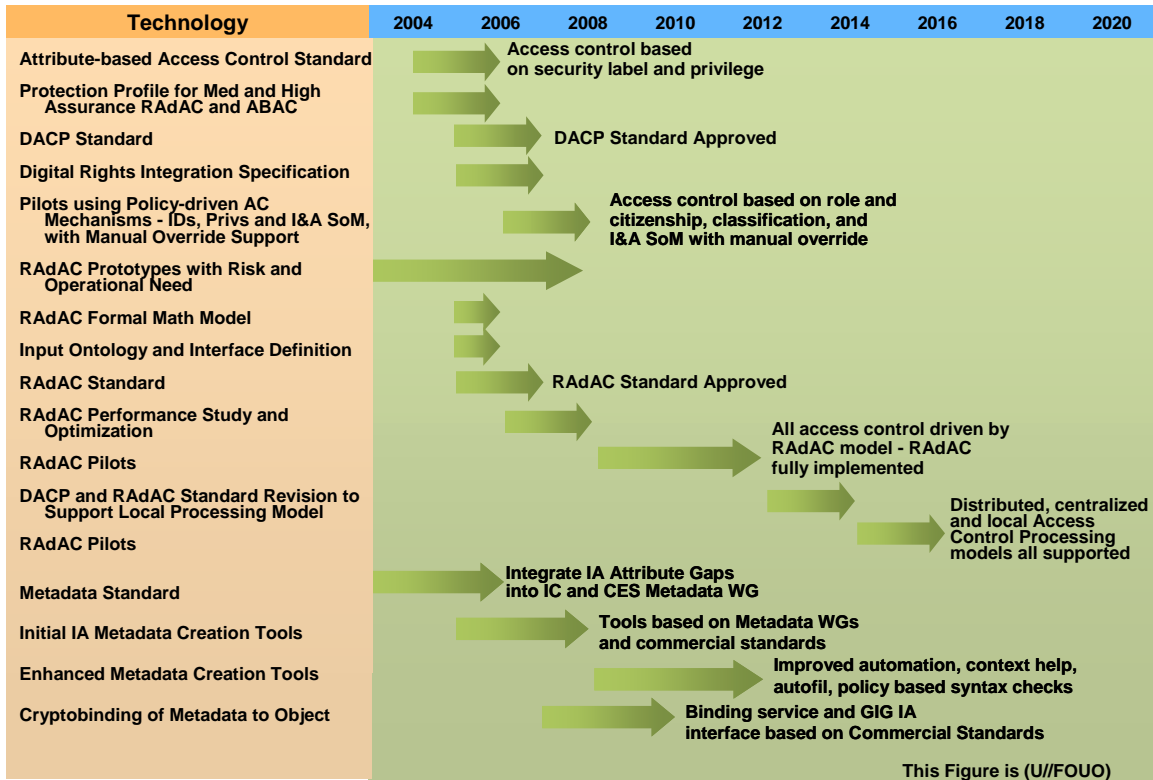 Technology
2004 2006 2008 2010 2012 2014 2016 2018 2020
Attribute-based Access Control Standard
Access control based
on security label and privilege
Protection Profile for Med and High
Assurance RAdAC and ABAC
DACP Standard
DACP Standard Approved
Digital Rights Integration Specification
Pilots using Policy-driven AC
Mechanisms - IDs, Privs and I&A SoM,
with Manual Override Support
Access control based on role and
citizenship, classification, and
I&A SoM with manual override
RAdAC Prototypes with Risk and
Operational Need
RAdAC Formal Math Model
Input Ontology and Interface Definition
RAdAC Standard
RAdAC Standard Approved
RAdAC Performance Study and
Optimization
RAdAC Pilots
All access control driven by
RAdAC model - RAdAC
fully implemented
DACP and RAdAC Standard Revision to
Support Local Processing Model
RAdAC Pilots
Distributed, centralized
and local Access
Control Processing
models all supported
Metadata Standard
Integrate IA Attribute Gaps
into IC and CES Metadata WG
Initial IA Metadata Creation Tools
Tools based on Metadata WGs
and commercial standards
Enhanced Metadata Creation Tools
Improved automation, context help,
autofil, policy based syntax checks
Cryptobinding of Metadata to Object
Binding service and GIG IA
interface based on Commercial Standards
This Figure is (U//FOUO)